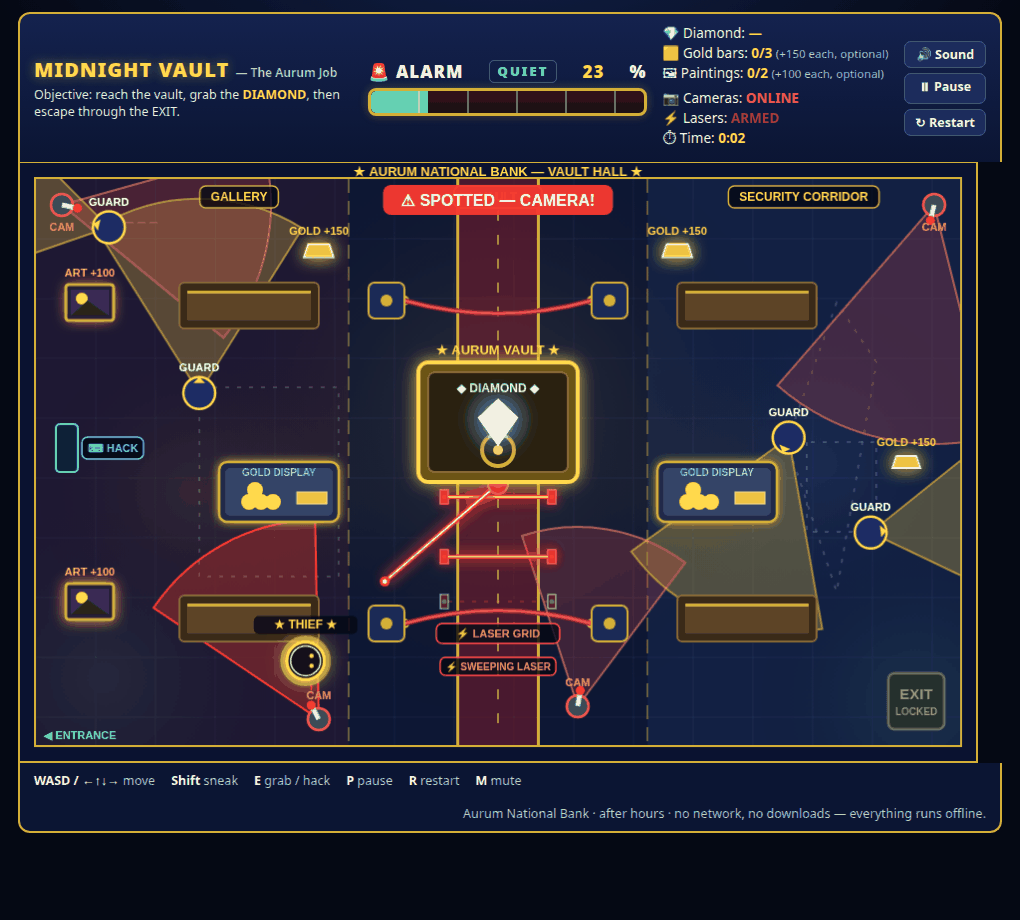 MIDNIGHT VAULT — The Aurum Job
Objective: reach the vault, grab the DIAMOND, then
escape through the EXIT.
🚨 ALARM QUIET 23 %
💎 Diamond: —
🟨 Gold bars: 0/3 (+150 each, optional)
🖼 Paintings: 0/2 (+100 each, optional)
📷 Cameras: ONLINE
⚡ Lasers: ARMED
⏱ Time: 0:02
🔊 Sound
⏸ Pause
↻ Restart
★ AURUM NATIONAL BANK — VAULT HALL ★
GALLERY
⚠ SPOTTED — CAMERA!
SECURITY CORRIDOR
GUARD
CAM
CAM
GOLD +150
GOLD +150
ART +100
★ AURUM VAULT ★
GUARD
◆ DIAMOND ◆
GUARD
⌨ HACK
GOLD +150
GOLD DISPLAY
GOLD DISPLAY
GUARD
ART +100
★ THIEF ★
⚡ LASER GRID
⚡ SWEEPING LASER
CAM
CAM
EXIT
LOCKED
◀ ENTRANCE
WASD / ←↑↓→ move Shift sneak E grab / hack P pause R restart M mute
Aurum National Bank · after hours · no network, no downloads — everything runs offline.